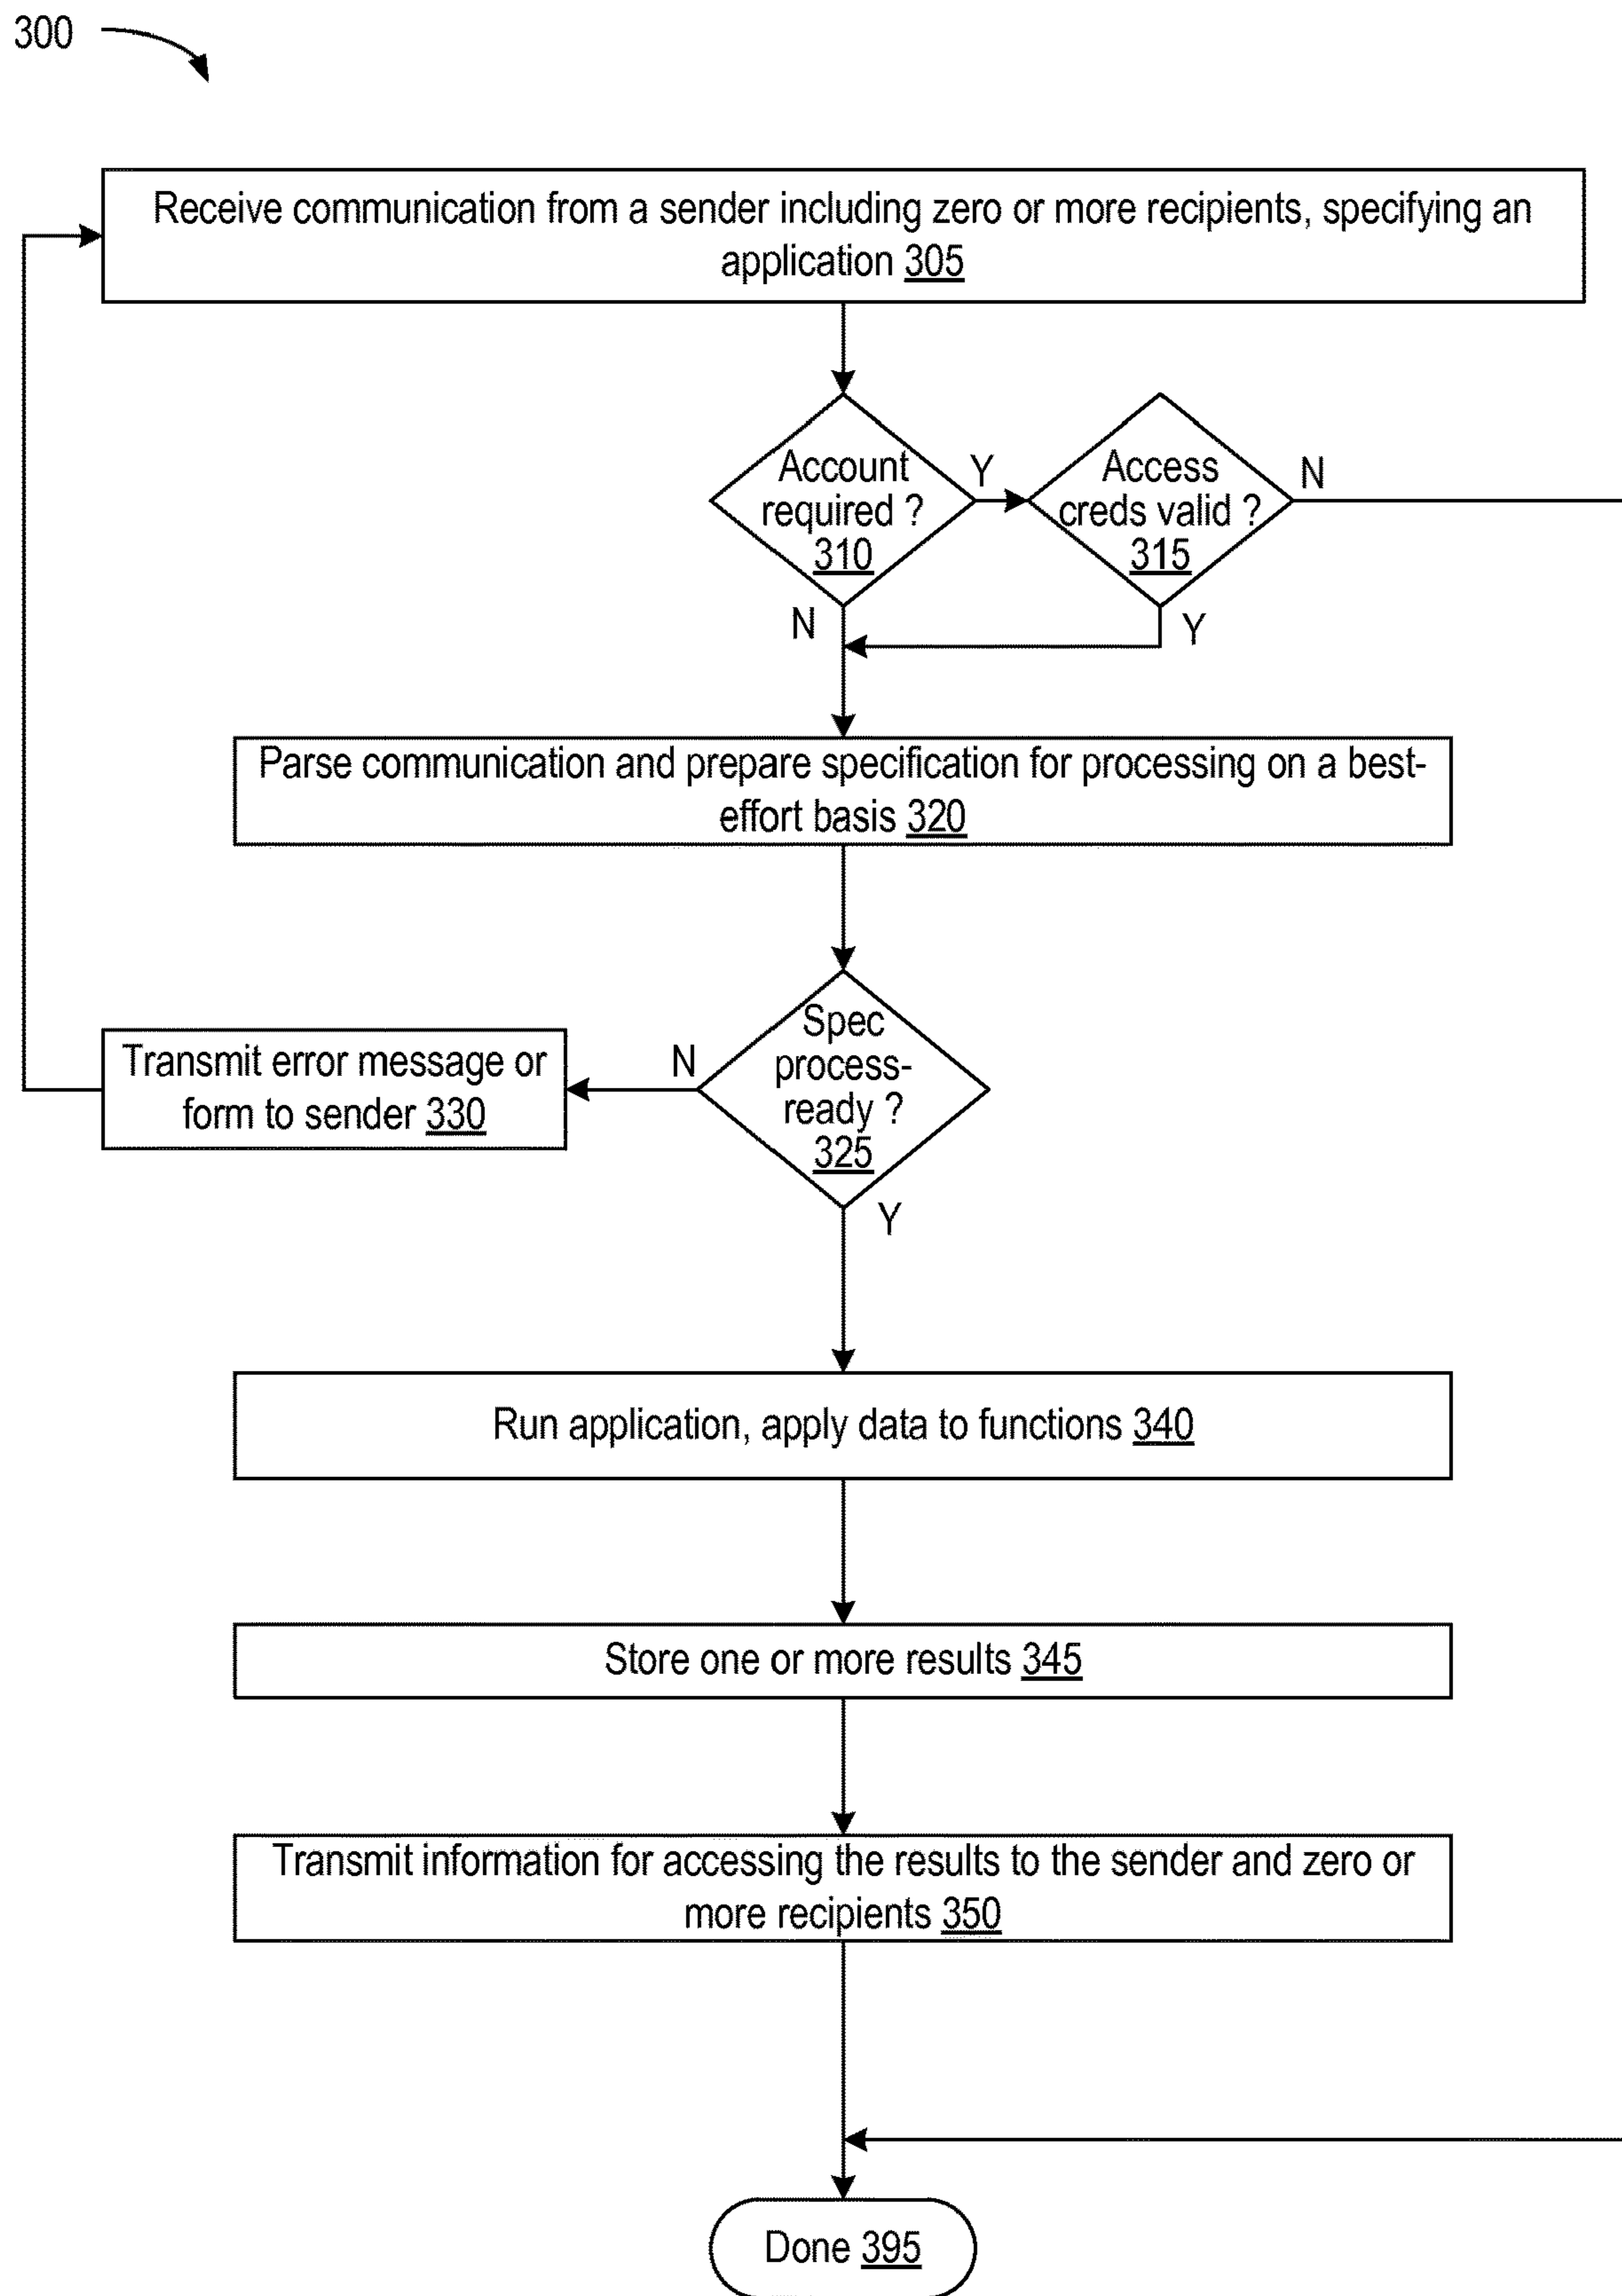 300
Receive communication from a sender including zero or more recipients, specifying an
application 305
Account
required ?
310
Y
Access
creds valid ?
315
N
N
Y
Parse communication and prepare specification for processing on a best-
effort basis 320
Spec
process-
ready ?
325
N
Transmit error message or
form to sender 330
Y
Run application, apply data to functions 340
Store one or more results 345
Transmit information for accessing the results to the sender and zero or
more recipients 350
Done 395